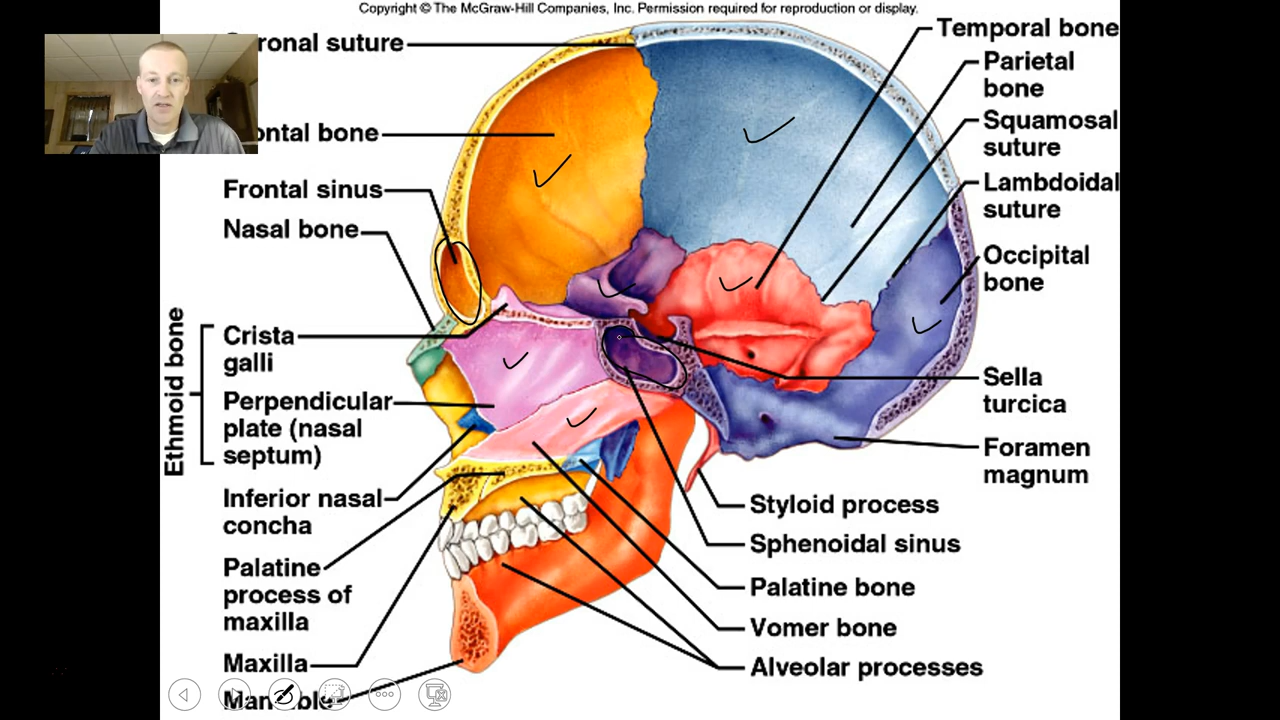 Copyright © The McGraw-Hill Companies, Inc. Permission required for reproduction or display.
ronal suture
ontal bone
Frontal sinus
Nasal bone
Ethmoid bone
Crista
galli
Perpendicular
plate (nasal
septum)
Inferior nasal
concha
Palatine
process of
maxilla
Maxilla
Mandible
Temporal bone
Parietal
bone
Squamosal
suture
Lambdoidal
suture
Occipital
bone
Sella
turcica
Foramen
magnum
Styloid process
Sphenoidal sinus
Palatine bone
Vomer bone
Alveolar processes